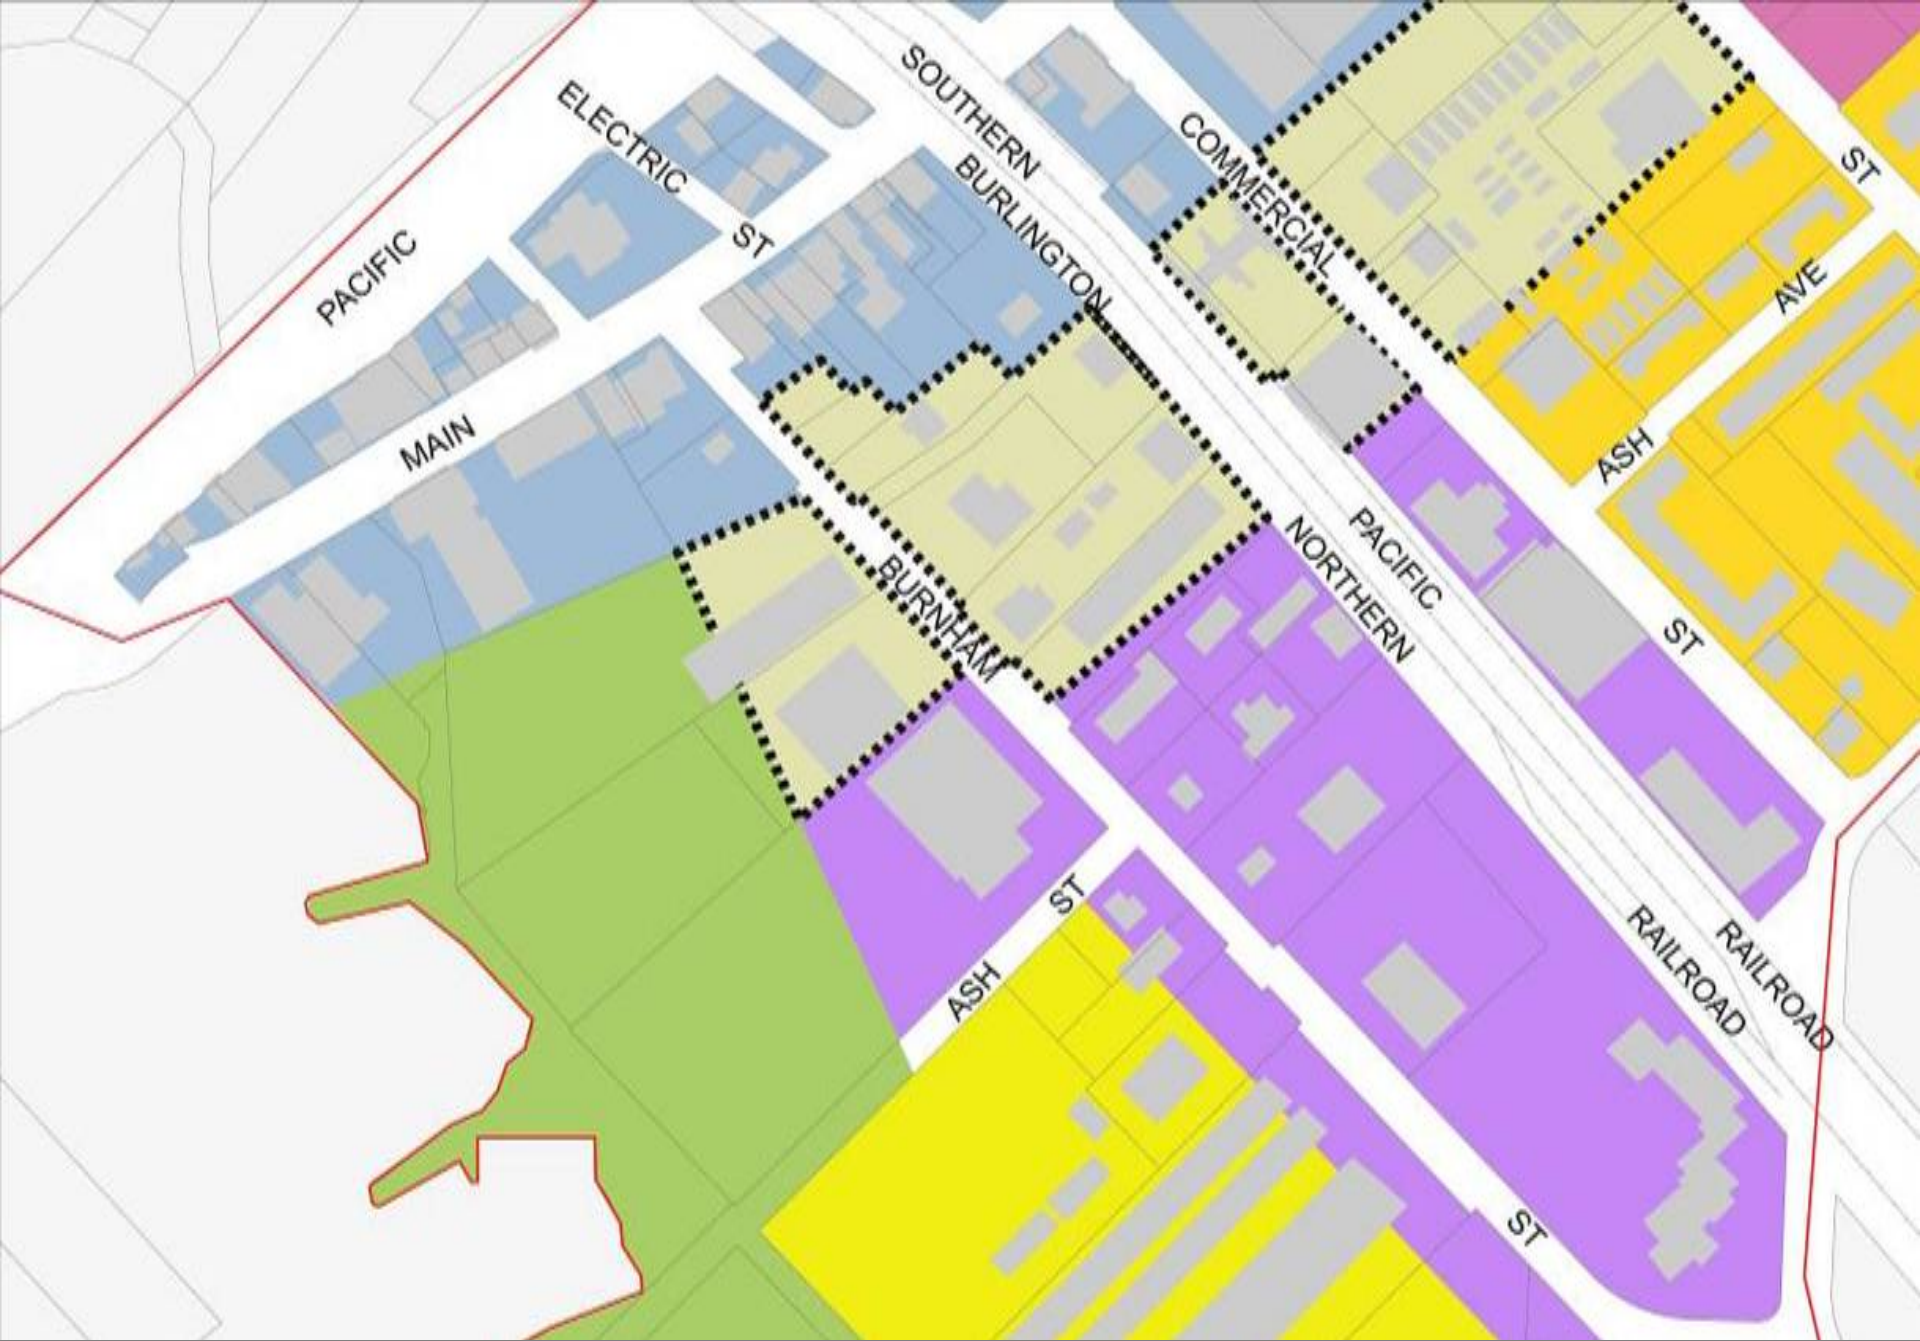 SOUTHERN
ELECTRIC
COMMERCIAL
ST
BURLINGTON
PACIFIC
ST
AVE
MAIN
ASH
PACIFIC
NORTHERN
BURNHAM
ST
ST
ASH
RAILROAD
RAILROAD
ST